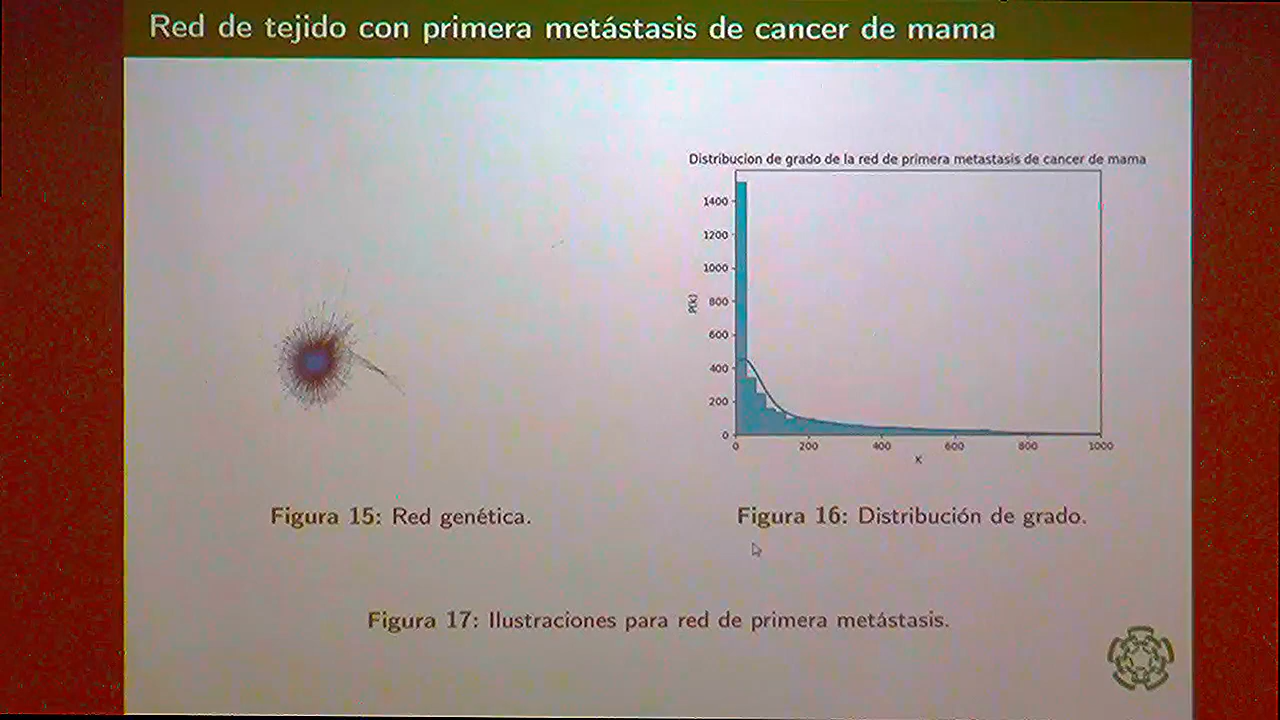 Red de tejido con primera metástasis de cancer de mama
Distribucion de grado de la red de primera metastasis de cancer de mama
1400
1200
1000
800
600
400
200
0
P(k)
0 200 400 600 800 1000
K
Figura 15: Red genética.
Figura 16: Distribución de grado.
Figura 17: Ilustraciones para red de primera metástasis.